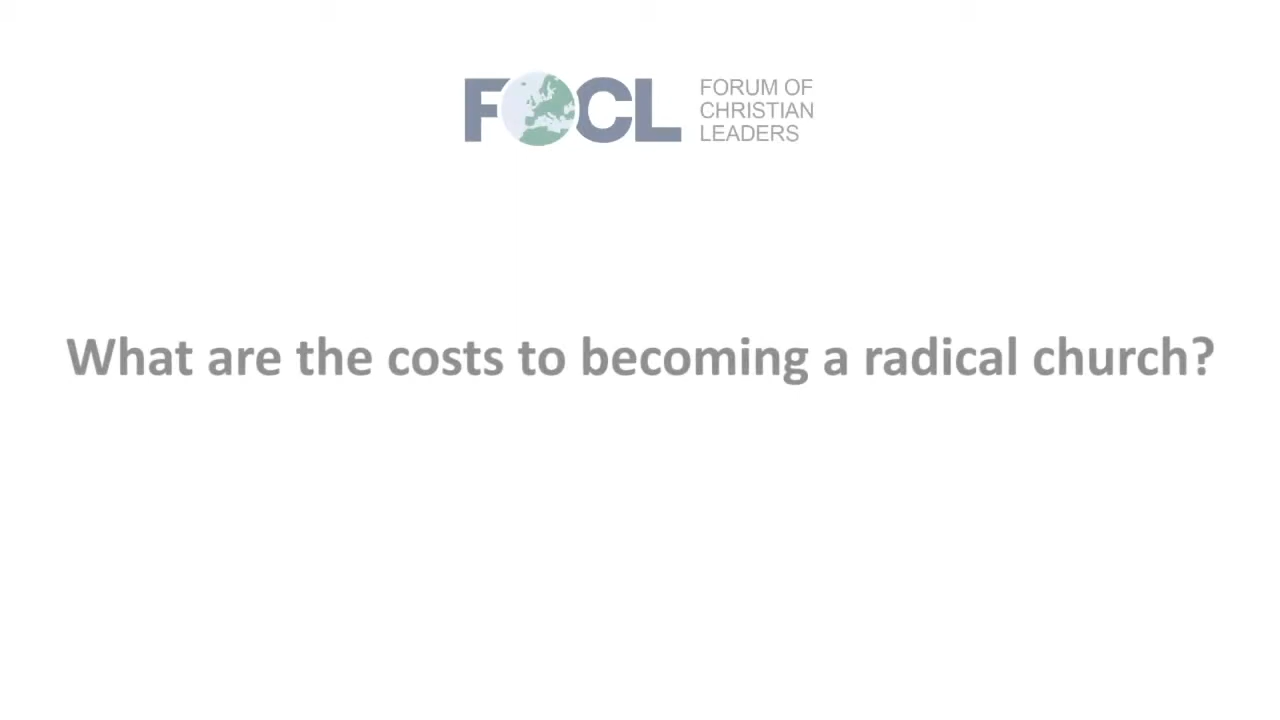 FOCL
FORUM OF
CHRISTIAN
LEADERS
What are the costs to becoming a radical church?